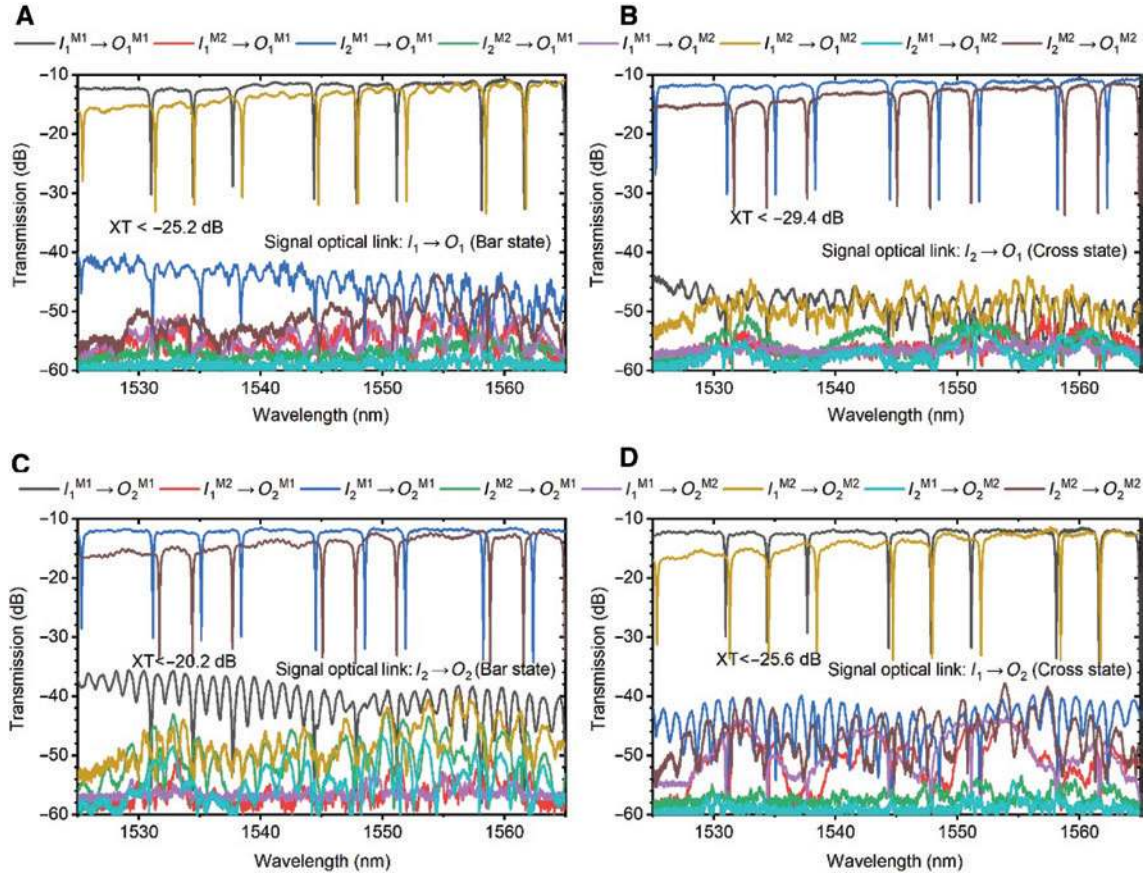 A B
I₁ᴹ¹ → O₁ᴹ¹ I₁ᴹ² → O₁ᴹ¹ I₂ᴹ¹ → O₁ᴹ¹ I₂ᴹ² → O₁ᴹ¹ I₁ᴹ¹ → O₁ᴹ² I₁ᴹ² → O₁ᴹ² I₂ᴹ¹ → O₁ᴹ² I₂ᴹ² → O₁ᴹ²
−10
−20
−30
−40
−50
−60
Transmission (dB)
XT < −25.2 dB
Signal optical link: I₁ → O₁ (Bar state)
1530 1540 1550 1560
Wavelength (nm)
−10
−20
−30
−40
−50
−60
Transmission (dB)
XT < −29.4 dB
Signal optical link: I₂ → O₁ (Cross state)
1530 1540 1550 1560
Wavelength (nm)
C D
I₁ᴹ¹ → O₂ᴹ¹ I₁ᴹ² → O₂ᴹ¹ I₂ᴹ¹ → O₂ᴹ¹ I₂ᴹ² → O₂ᴹ¹ I₁ᴹ¹ → O₂ᴹ² I₁ᴹ² → O₂ᴹ² I₂ᴹ¹ → O₂ᴹ² I₂ᴹ² → O₂ᴹ²
−10
−20
−30
−40
−50
−60
Transmission (dB)
XT<−20.2 dB
Signal optical link: I₂ → O₂ (Bar state)
1530 1540 1550 1560
Wavelength (nm)
−10
−20
−30
−40
−50
−60
Transmission (dB)
XT<−25.6 dB
Signal optical link: I₁ → O₂ (Cross state)
1530 1540 1550 1560
Wavelength (nm)